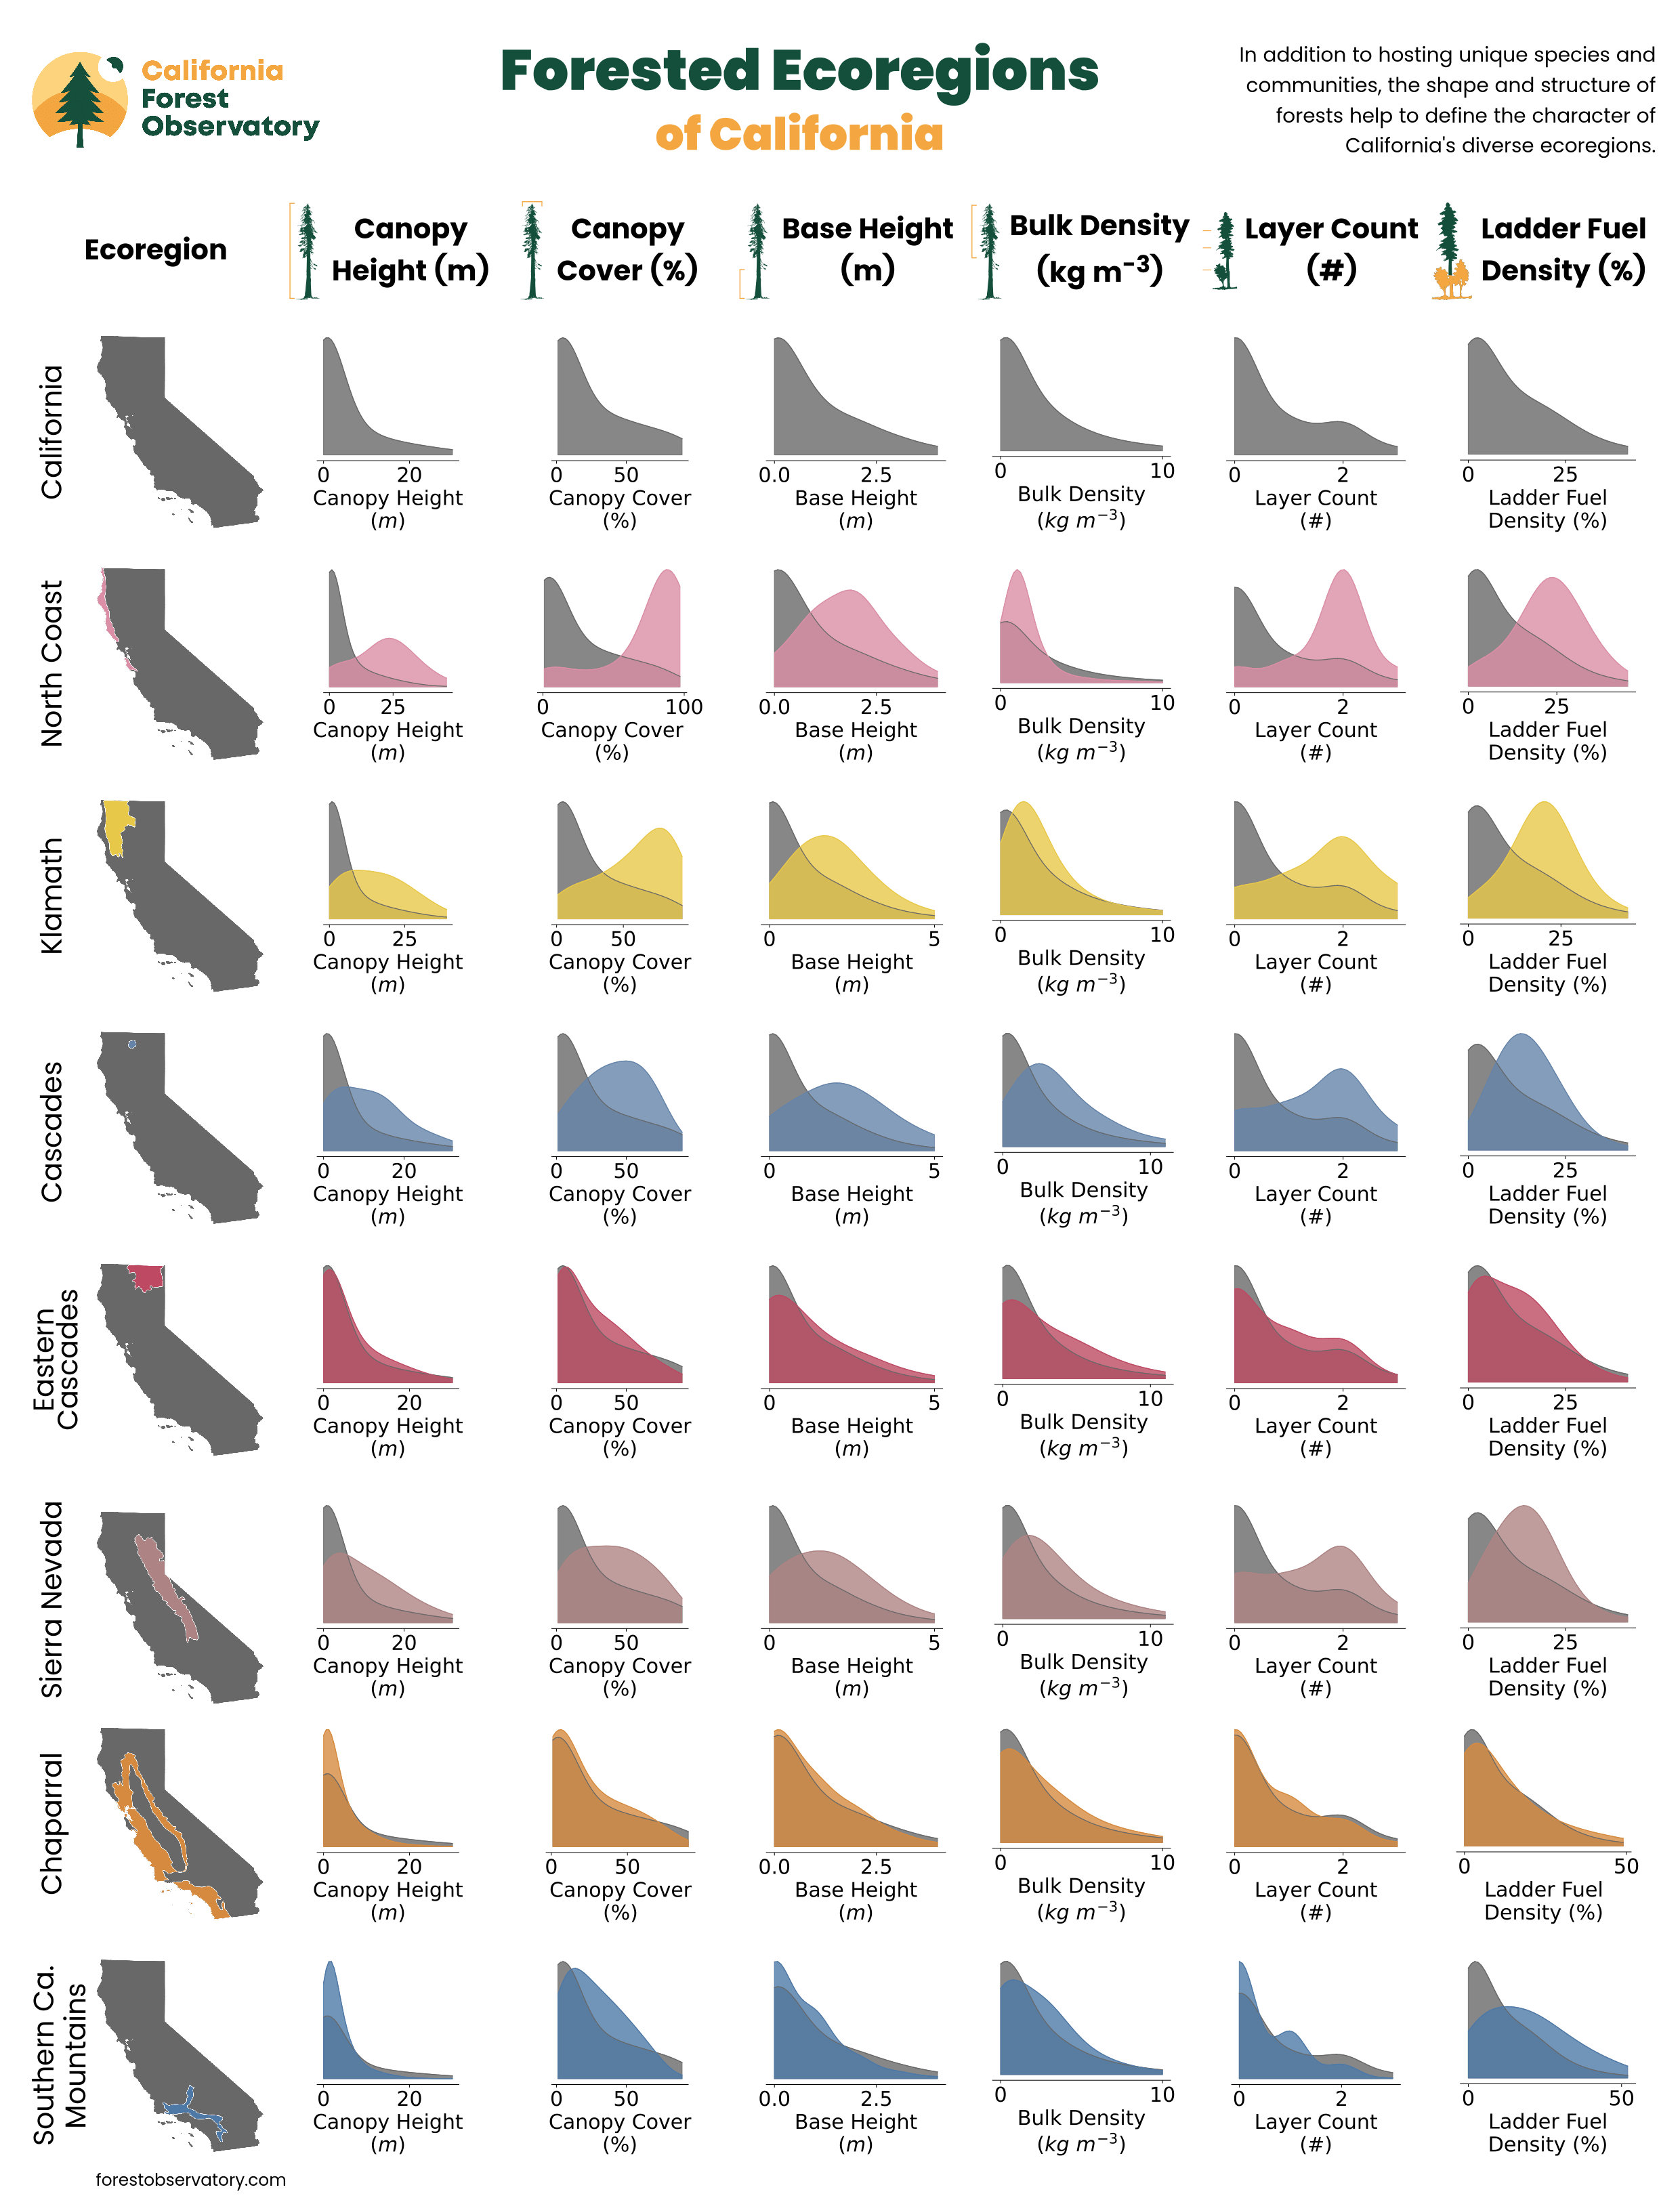 California
Forest
Observatory
Forested Ecoregions
of California
In addition to hosting unique species and
communities, the shape and structure of
forests help to define the character of
California's diverse ecoregions.
Ecoregion
Canopy
Height (m)
Canopy
Cover (%)
Base Height
(m)
Bulk Density
(kg m⁻³)
Layer Count
(#)
Ladder Fuel
Density (%)
California
0 20
Canopy Height
(m)
0 50
Canopy Cover
(%)
0.0 2.5
Base Height
(m)
0 10
Bulk Density
(kg m⁻³)
0 2
Layer Count
(#)
0 25
Ladder Fuel
Density (%)
North Coast
0 25
Canopy Height
(m)
0 100
Canopy Cover
(%)
0.0 2.5
Base Height
(m)
0 10
Bulk Density
(kg m⁻³)
0 2
Layer Count
(#)
0 25
Ladder Fuel
Density (%)
Klamath
0 25
Canopy Height
(m)
0 50
Canopy Cover
(%)
0 5
Base Height
(m)
0 10
Bulk Density
(kg m⁻³)
0 2
Layer Count
(#)
0 25
Ladder Fuel
Density (%)
Cascades
0 20
Canopy Height
(m)
0 50
Canopy Cover
(%)
0 5
Base Height
(m)
0 10
Bulk Density
(kg m⁻³)
0 2
Layer Count
(#)
0 25
Ladder Fuel
Density (%)
Eastern
Cascades
0 20
Canopy Height
(m)
0 50
Canopy Cover
(%)
0 5
Base Height
(m)
0 10
Bulk Density
(kg m⁻³)
0 2
Layer Count
(#)
0 25
Ladder Fuel
Density (%)
Sierra Nevada
0 20
Canopy Height
(m)
0 50
Canopy Cover
(%)
0 5
Base Height
(m)
0 10
Bulk Density
(kg m⁻³)
0 2
Layer Count
(#)
0 25
Ladder Fuel
Density (%)
Chaparral
0 20
Canopy Height
(m)
0 50
Canopy Cover
(%)
0.0 2.5
Base Height
(m)
0 10
Bulk Density
(kg m⁻³)
0 2
Layer Count
(#)
0 50
Ladder Fuel
Density (%)
Southern Ca.
Mountains
0 20
Canopy Height
(m)
0 50
Canopy Cover
(%)
0.0 2.5
Base Height
(m)
0 10
Bulk Density
(kg m⁻³)
0 2
Layer Count
(#)
0 50
Ladder Fuel
Density (%)
forestobservatory.com